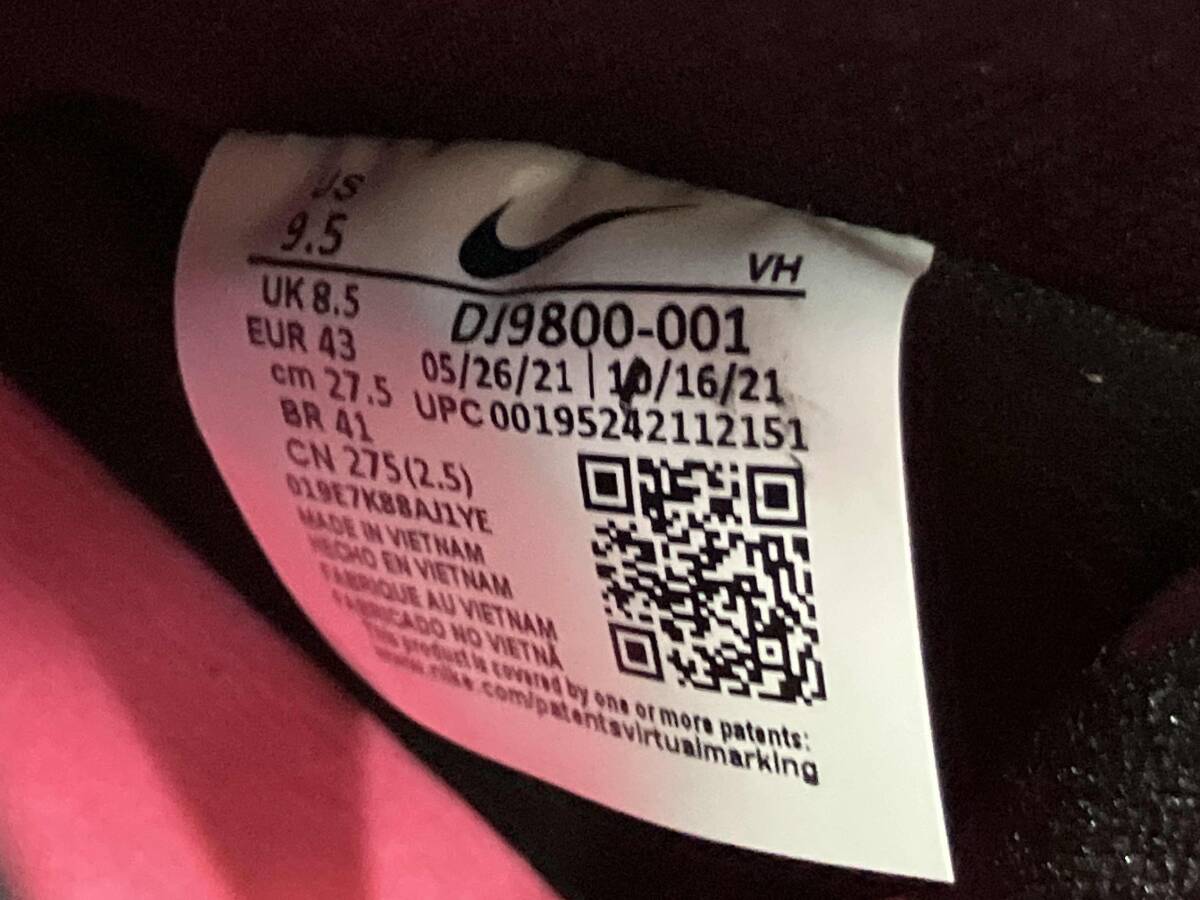 US
9.5
VH
UK 8.5
DJ9800-001
EUR 43
05/26/21 | 10/16/21
cm 27.5
UPC 00195242112151
BR 41
CN 275(2.5)
019E7K88AJ1YE
MADE IN VIETNAM
HECHO EN VIETNAM
FABRIQUE AU VIETNAM
FABRICADO NO VIETNÃ
This product is covered by one or more patents:
www.nike.com/patentsvirtualmarking